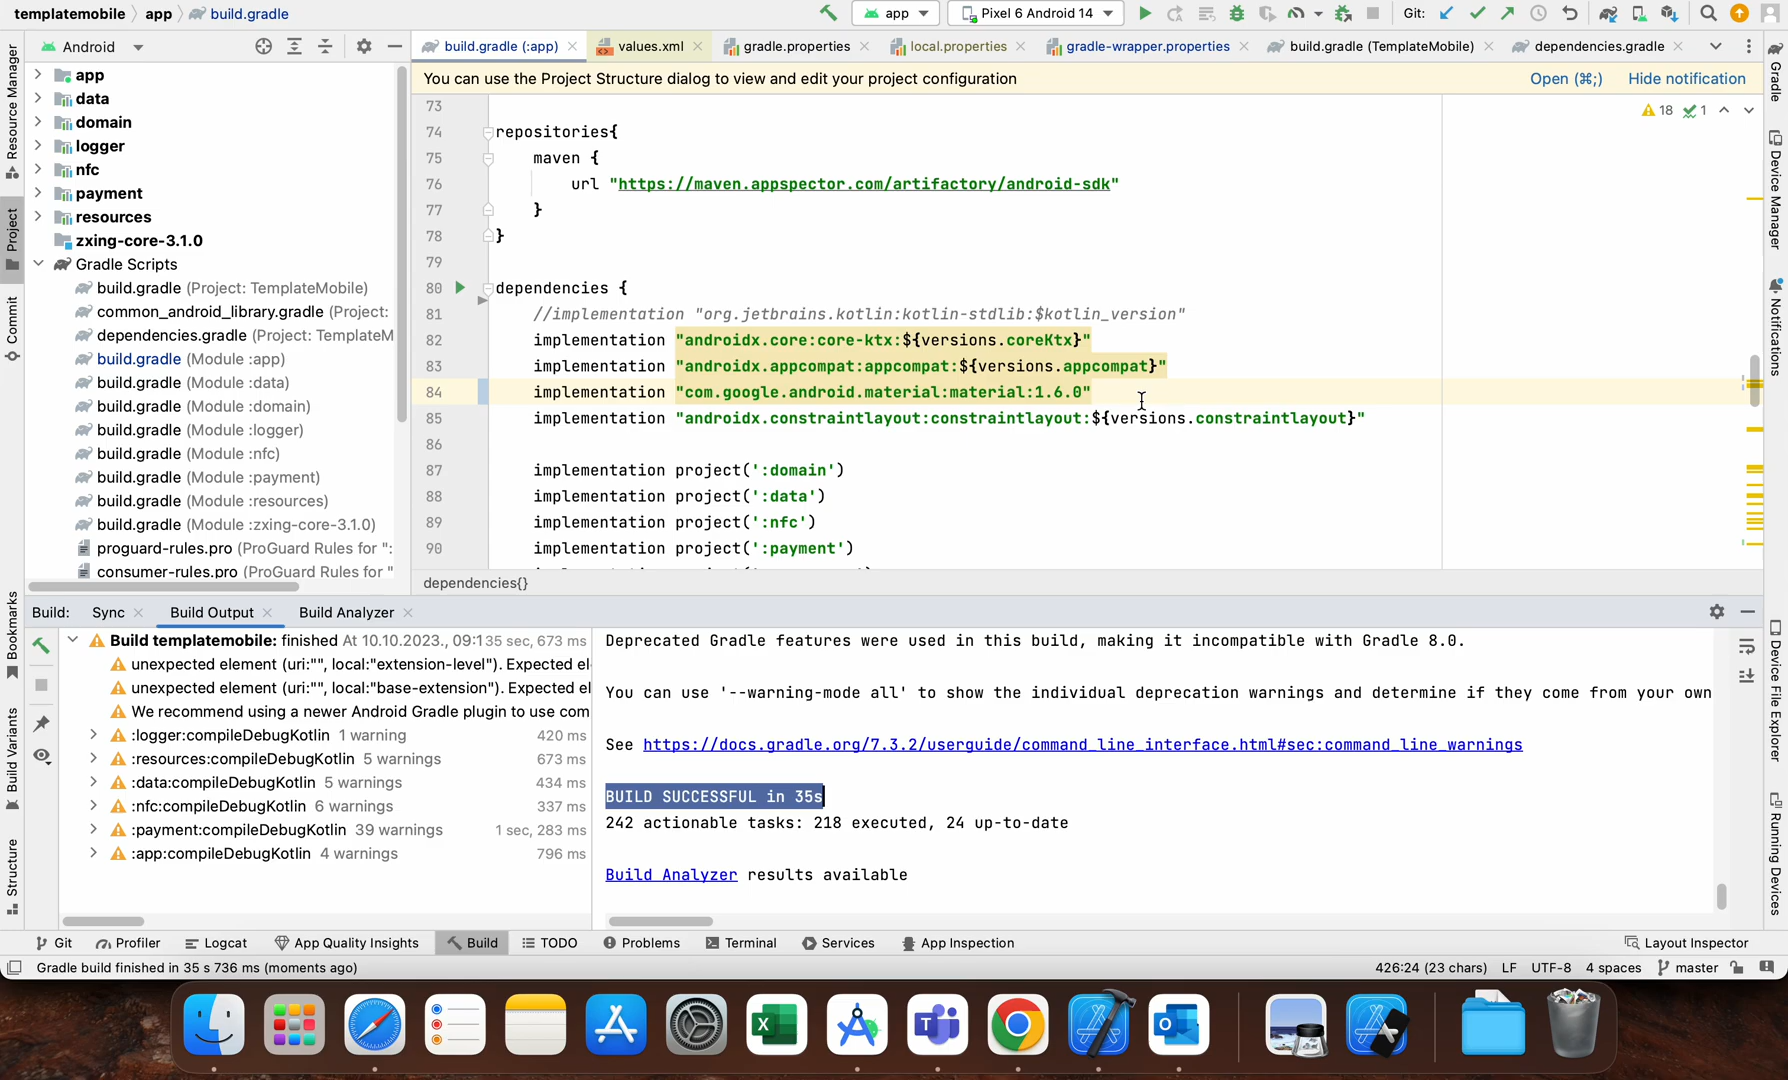 templatemobile app build.gradle
app Pixel 6 Android 14 Git:
Android
build.gradle (:app) values.xml gradle.properties local.properties gradle-wrapper.properties build.gradle (TemplateMobile) dependencies.gradle
You can use the Project Structure dialog to view and edit your project configuration Open (⌘;) Hide notification
Resource Manager
Project
Commit
Bookmarks
Build Variants
Structure
app
data
domain
logger
nfc
payment
resources
zxing-core-3.1.0
Gradle Scripts
build.gradle (Project: TemplateMobile)
common_android_library.gradle (Project:
dependencies.gradle (Project: TemplateM
build.gradle (Module :app)
build.gradle (Module :data)
build.gradle (Module :domain)
build.gradle (Module :logger)
build.gradle (Module :nfc)
build.gradle (Module :payment)
build.gradle (Module :resources)
build.gradle (Module :zxing-core-3.1.0)
proguard-rules.pro (ProGuard Rules for ":
consumer-rules.pro (ProGuard Rules for "
18 1
73
74 repositories{
75 maven {
76 url "https://maven.appspector.com/artifactory/android-sdk"
77 }
78 }
79
80 dependencies {
81 //implementation "org.jetbrains.kotlin:kotlin-stdlib:$kotlin_version"
82 implementation "androidx.core:core-ktx:${versions.coreKtx}"
83 implementation "androidx.appcompat:appcompat:${versions.appcompat}"
84 implementation "com.google.android.material:material:1.6.0"
85 implementation "androidx.constraintlayout:constraintlayout:${versions.constraintlayout}"
86
87 implementation project(':domain')
88 implementation project(':data')
89 implementation project(':nfc')
90 implementation project(':payment')
dependencies{}
Gradle
Device Manager
Notifications
Device File Explorer
Running Devices
Build: Sync Build Output Build Analyzer
Build templatemobile: finished At 10.10.2023., 09:1 35 sec, 673 ms
unexpected element (uri:"", local:"extension-level"). Expected el
unexpected element (uri:"", local:"base-extension"). Expected el
We recommend using a newer Android Gradle plugin to use com
:logger:compileDebugKotlin 1 warning 420 ms
:resources:compileDebugKotlin 5 warnings 673 ms
:data:compileDebugKotlin 5 warnings 434 ms
:nfc:compileDebugKotlin 6 warnings 337 ms
:payment:compileDebugKotlin 39 warnings 1 sec, 283 ms
:app:compileDebugKotlin 4 warnings 796 ms
Deprecated Gradle features were used in this build, making it incompatible with Gradle 8.0.
You can use '--warning-mode all' to show the individual deprecation warnings and determine if they come from your own
See https://docs.gradle.org/7.3.2/userguide/command_line_interface.html#sec:command_line_warnings
BUILD SUCCESSFUL in 35s
242 actionable tasks: 218 executed, 24 up-to-date
Build Analyzer results available
Git Profiler Logcat App Quality Insights Build TODO Problems Terminal Services App Inspection Layout Inspector
Gradle build finished in 35 s 736 ms (moments ago) 426:24 (23 chars) LF UTF-8 4 spaces master